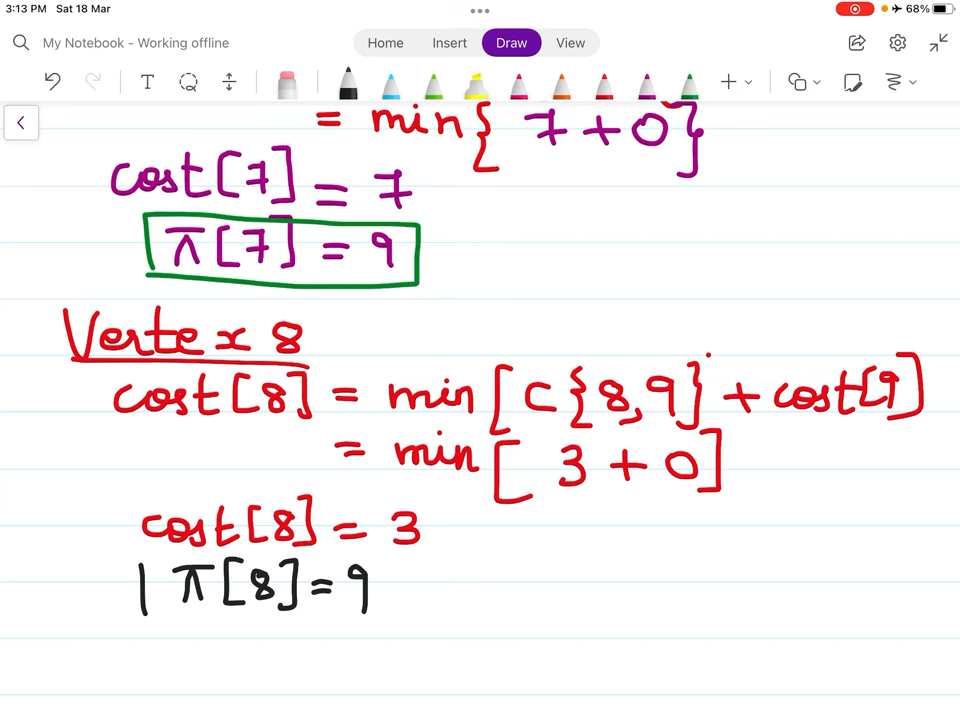 3:13 PM Sat 18 Mar 68%
My Notebook - Working offline Home Insert Draw View
T
= min{ 7 + 0}
cost[7] = 7
π[7] = 9
Vertex 8
cost[8] = min[C{8,9} + cost[9]
= min[ 3 + 0]
cost[8] = 3
π[8] = 9